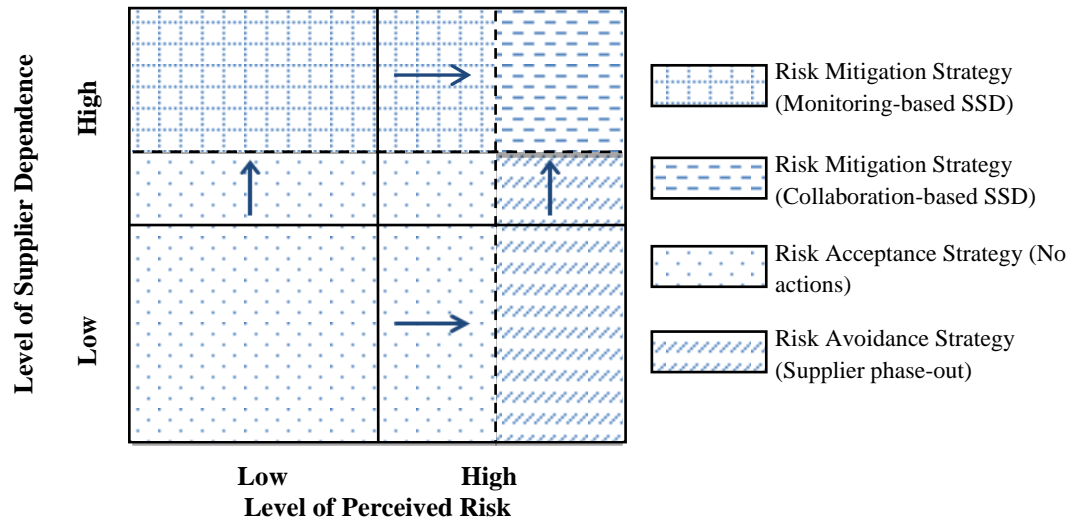 Level of Supplier Dependence
High
Low
Low
High
Level of Perceived Risk
Risk Mitigation Strategy
(Monitoring-based SSD)
Risk Mitigation Strategy
(Collaboration-based SSD)
Risk Acceptance Strategy (No
actions)
Risk Avoidance Strategy
(Supplier phase-out)